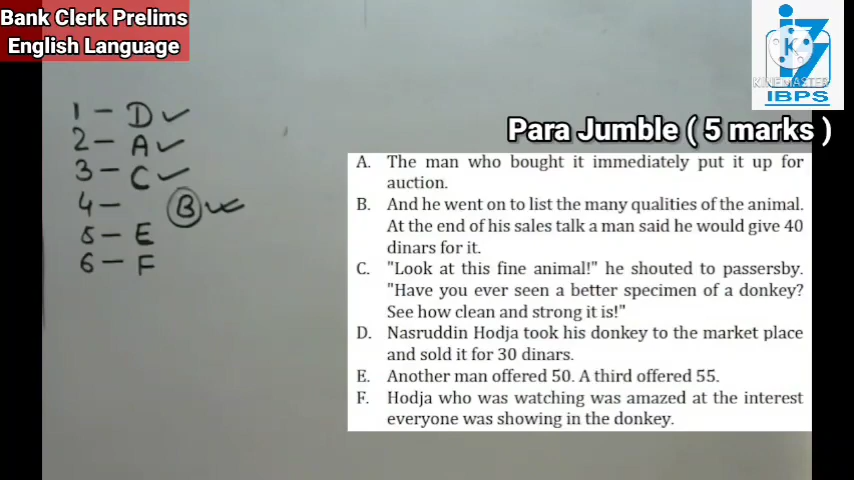 Bank Clerk Prelims
English Language
KINEMASTER
IBPS
1 - D ✓
2 - A ✓
3 - C ✓
4 - B ✓
5 - E
6 - F
Para Jumble ( 5 marks )
A. The man who bought it immediately put it up for
auction.
B. And he went on to list the many qualities of the animal.
At the end of his sales talk a man said he would give 40
dinars for it.
C. "Look at this fine animal!" he shouted to passersby.
"Have you ever seen a better specimen of a donkey?
See how clean and strong it is!"
D. Nasruddin Hodja took his donkey to the market place
and sold it for 30 dinars.
E. Another man offered 50. A third offered 55.
F. Hodja who was watching was amazed at the interest
everyone was showing in the donkey.